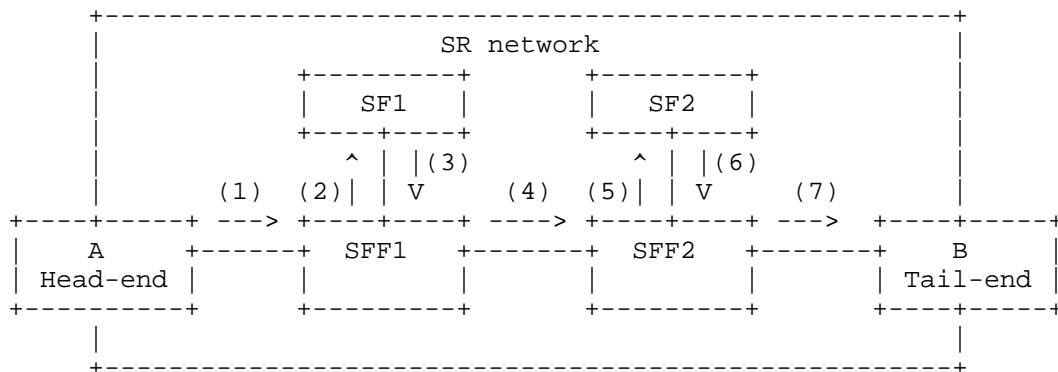 SR network
SF1 SF2
(3) (6)
(1) (2) (4) (5) (7)
A SFF1 SFF2 B
Head-end Tail-end